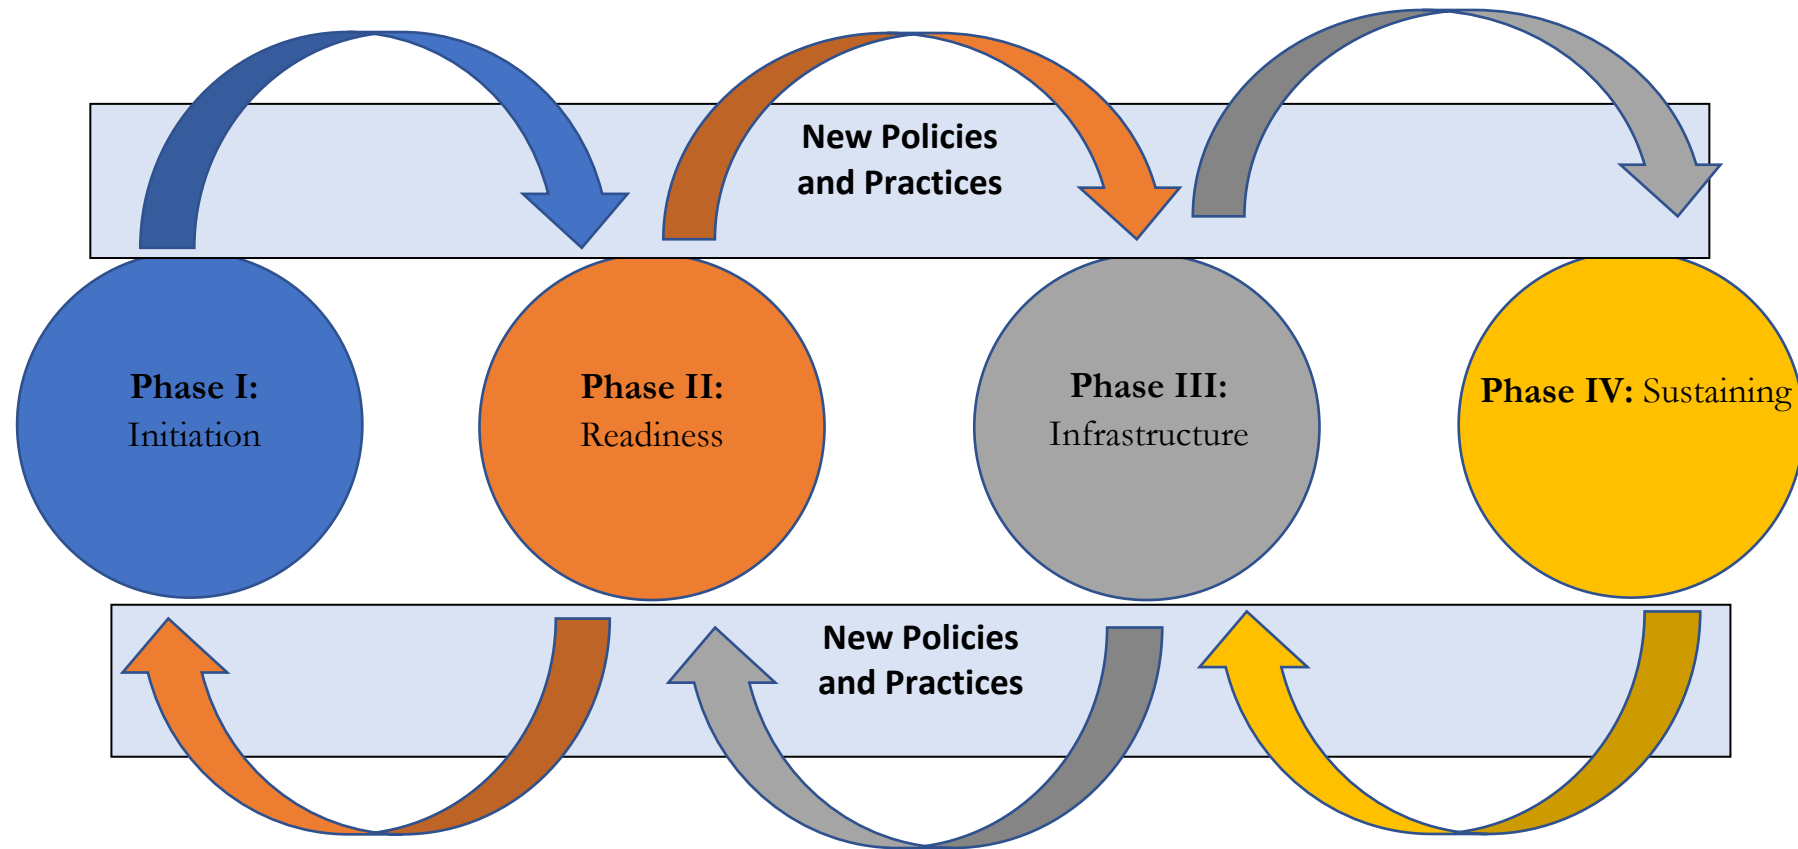 New Policies
and Practices
Phase I:
Initiation
Phase II:
Readiness
Phase III:
Infrastructure
Phase IV: Sustaining
New Policies
and Practices